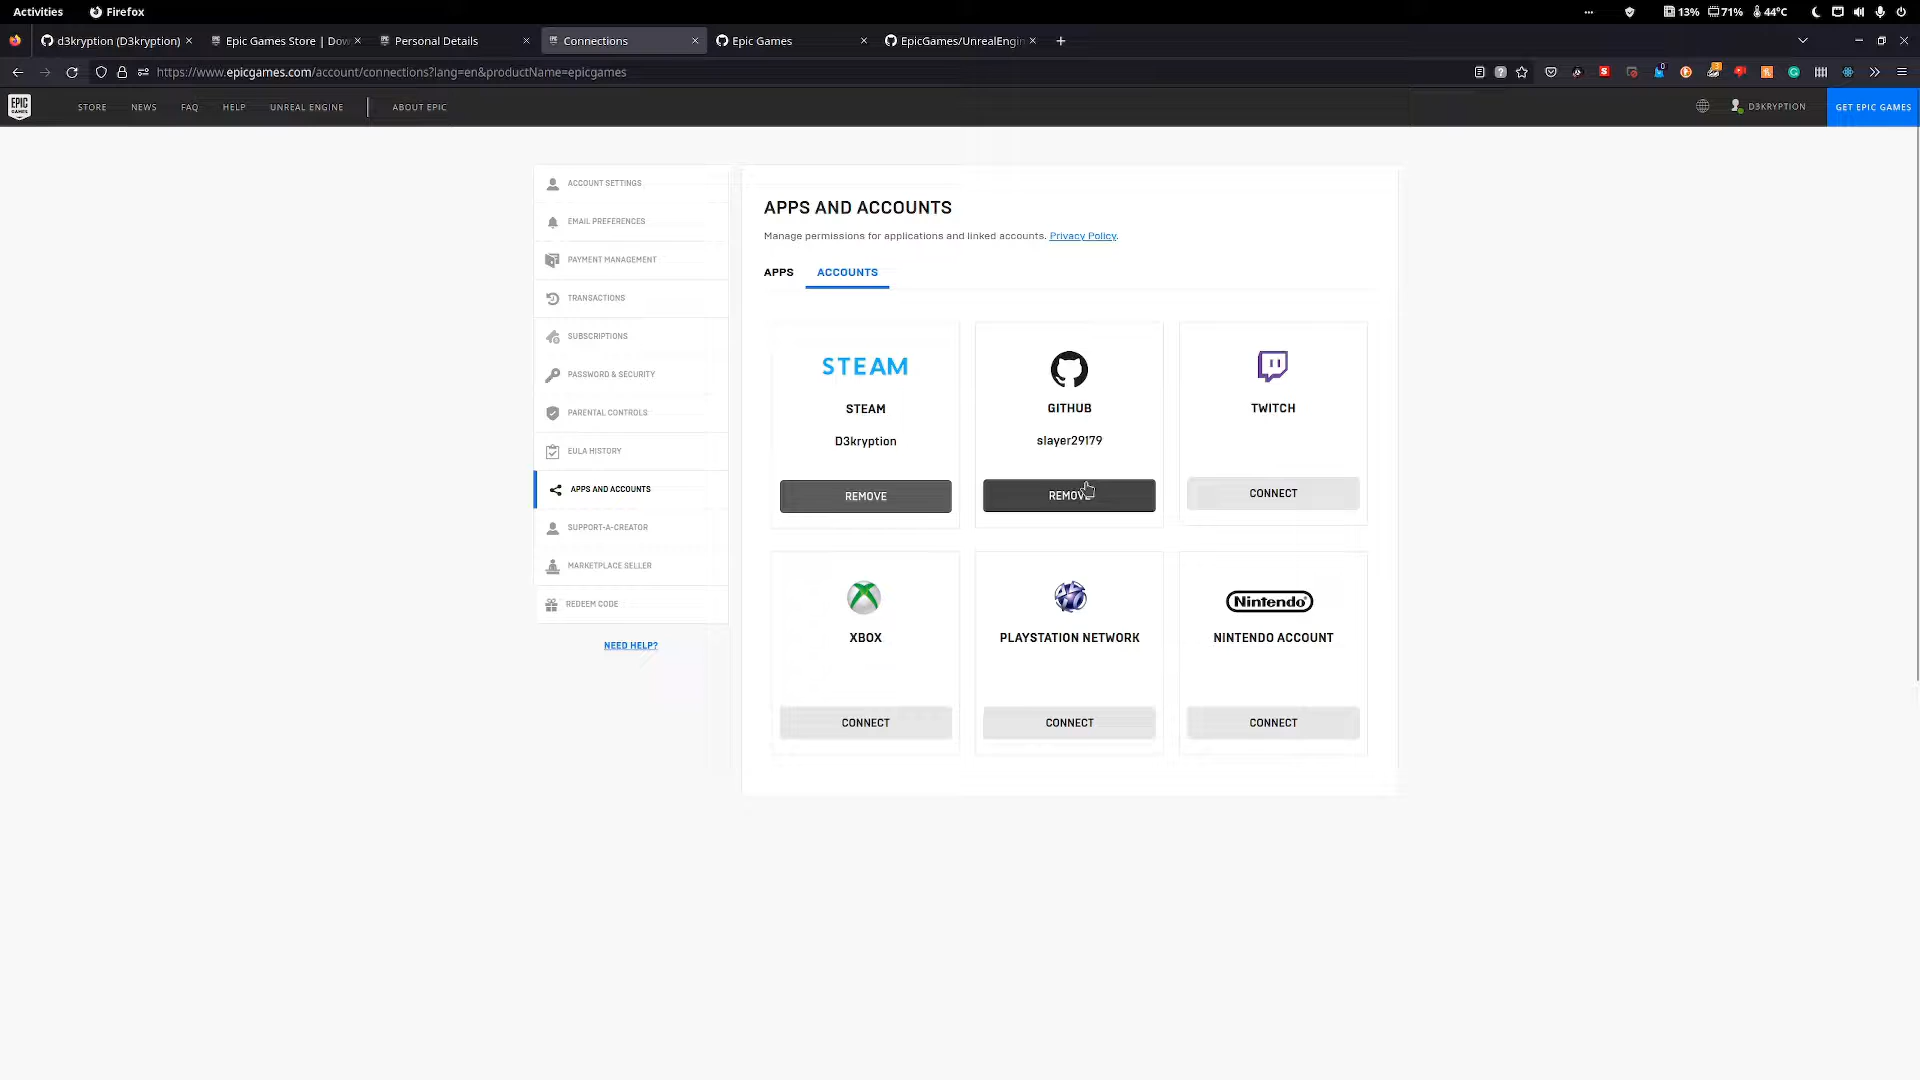 Activities
Firefox
13%
71%
44°C
d3kryption (D3kryption)
Epic Games Store | Dow
Personal Details
Connections
Epic Games
EpicGames/UnrealEngin
https://www.epicgames.com/account/connections?lang=en&productName=epicgames
EPIC GAMES
STORE
NEWS
FAQ
HELP
UNREAL ENGINE
ABOUT EPIC
D3KRYPTION
GET EPIC GAMES
ACCOUNT SETTINGS
EMAIL PREFERENCES
PAYMENT MANAGEMENT
TRANSACTIONS
SUBSCRIPTIONS
PASSWORD & SECURITY
PARENTAL CONTROLS
EULA HISTORY
APPS AND ACCOUNTS
SUPPORT-A-CREATOR
MARKETPLACE SELLER
REDEEM CODE
NEED HELP?
APPS AND ACCOUNTS
Manage permissions for applications and linked accounts. Privacy Policy.
APPS
ACCOUNTS
STEAM
STEAM
D3kryption
REMOVE
GITHUB
slayer29179
REMOVE
TWITCH
CONNECT
XBOX
CONNECT
PLAYSTATION NETWORK
CONNECT
Nintendo
NINTENDO ACCOUNT
CONNECT